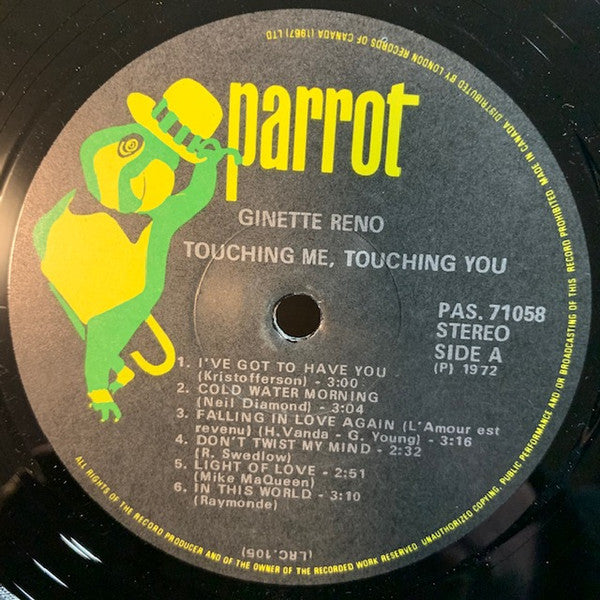 parrot
GINETTE RENO
TOUCHING ME, TOUCHING YOU
PAS. 71058
STEREO
SIDE A
(P) 1972
1. I'VE GOT TO HAVE YOU
(Kristofferson) - 3:00
2. COLD WATER MORNING
(Neil Diamond) - 3:04
3. FALLING IN LOVE AGAIN (L'Amour est
revenu) (H.Vanda - G. Young) - 3:16
4. DON'T TWIST MY MIND - 2:32
(R. Swedlow)
5. LIGHT OF LOVE - 2:51
(Mike MaQueen)
6. IN THIS WORLD - 3:10
(Raymonde)
(LRC.105)
ALL RIGHTS OF THE RECORD PRODUCER AND OF THE OWNER OF THE RECORDED WORK RESERVED. UNAUTHORIZED COPYING, PUBLIC PERFORMANCE AND/OR BROADCASTING OF THIS RECORD PROHIBITED. MADE IN CANADA. DISTRIBUTED BY LONDON RECORDS OF CANADA (1967) LTD